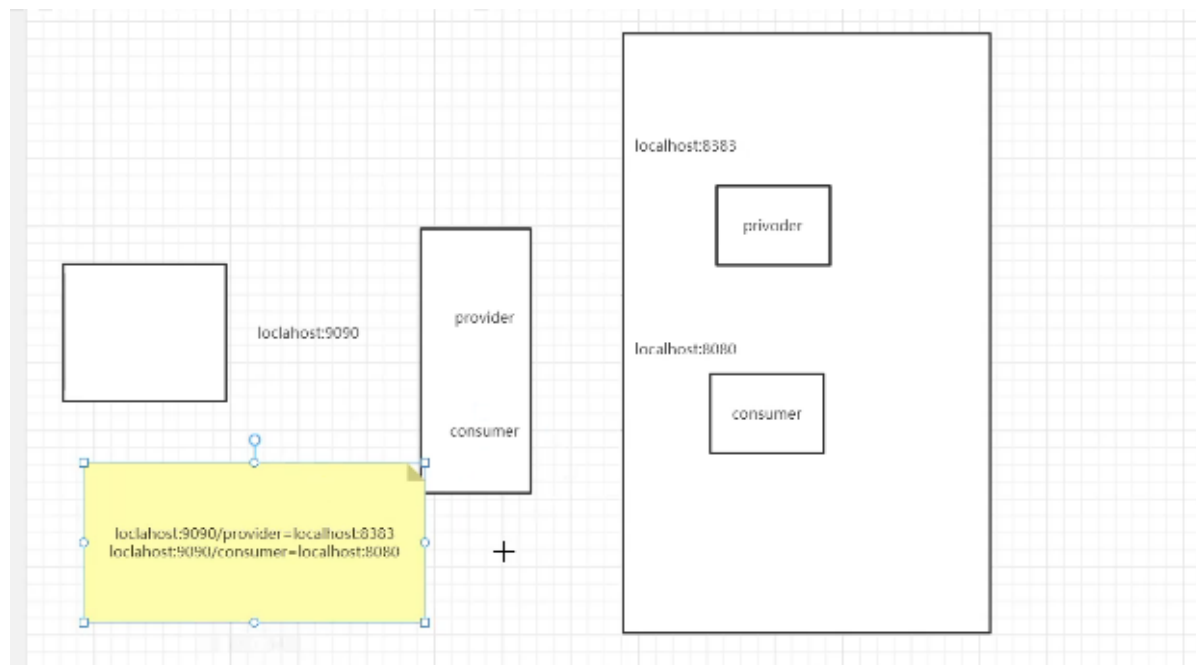 localhost:8383
privoder
provider
loclahost:9090
localhost:8080
consumer
consumer
loclahost:9090/provider=localhost:8383
loclahost:9090/consumer=localhost:8080